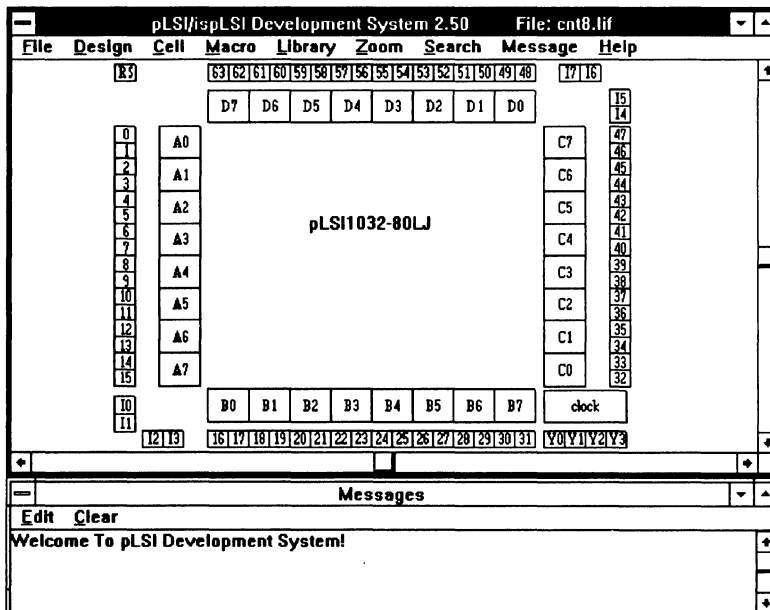 pLSI/ispLSI Development System 2.50 File: cnt8.lif
File Design Cell Macro Library Zoom Search Message Help
RS 63 62 61 60 59 58 57 56 55 54 53 52 51 50 49 48 I7 I6
D7 D6 D5 D4 D3 D2 D1 D0
I5
I4
0 A0 C7 47
1 46
2 A1 C6 45
3 44
4 A2 C5 43
5 42
pLSI1032-80LJ
6 A3 C4 41
7 40
8 A4 C3 39
9 38
10 A5 C2 37
11 36
12 A6 C1 35
13 34
14 A7 C0 33
15 32
I0 B0 B1 B2 B3 B4 B5 B6 B7 clock
I1
I2 I3 16 17 18 19 20 21 22 23 24 25 26 27 28 29 30 31 Y0 Y1 Y2 Y3
Messages
Edit Clear
Welcome To pLSI Development System!